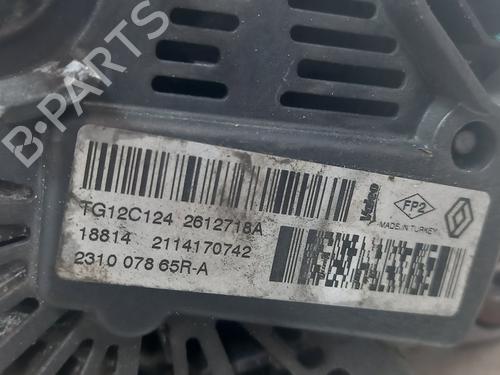 B-PARTS
TG12C124 2612718A
18814 2114170742
2310 078 65R-A
Valeo
FP2
MADE IN TURKEY